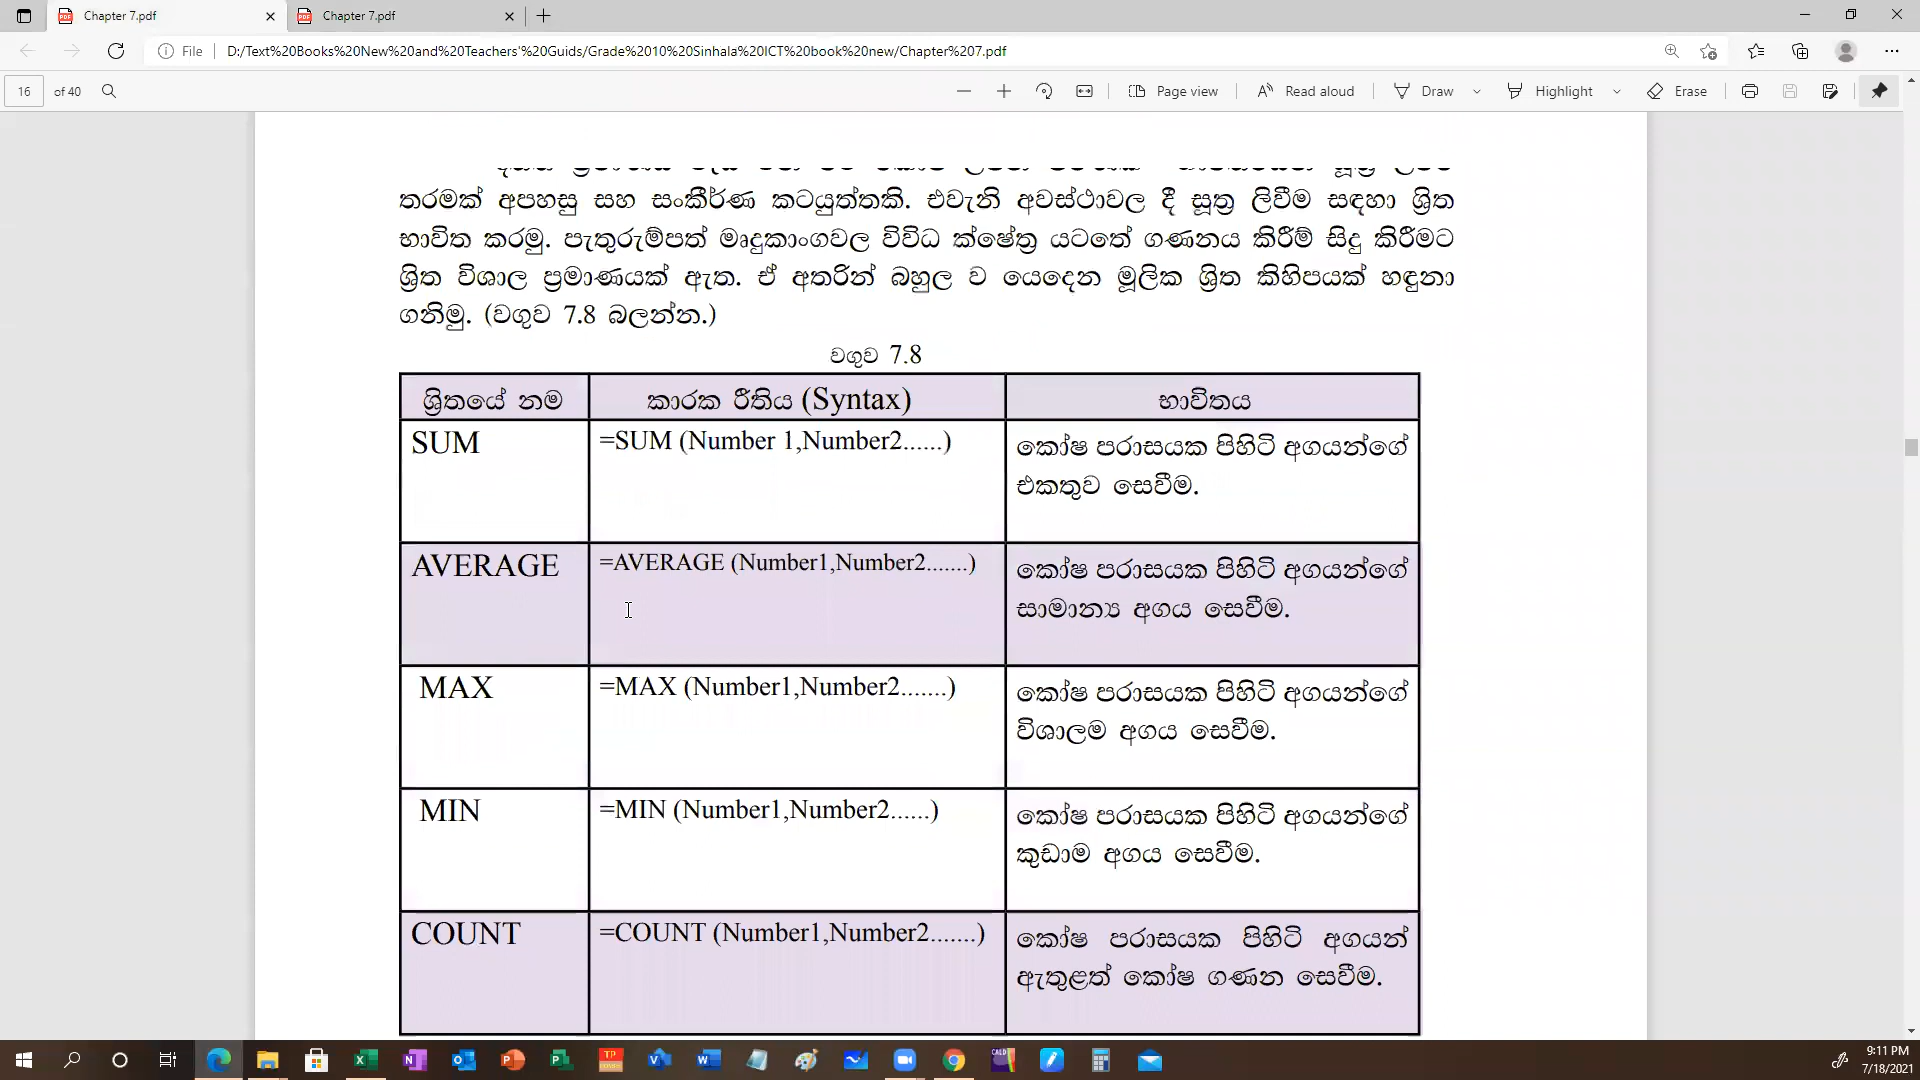 Chapter 7.pdf
Chapter 7.pdf
File
D:/Text%20Books%20New%20and%20Teachers'%20Guids/Grade%2010%20Sinhala%20ICT%20book%20new/Chapter%207.pdf
16 of 40
Page view
Read aloud
Draw
Highlight
Erase
තරමක් අපහසු සහ සංකීර්ණ කටයුත්තකි. එවැනි අවස්ථාවල දී සූත්‍ර ලිවීම සඳහා ශ්‍රිත
භාවිත කරමු. පැතුරුම්පත් මෘදුකාංගවල විවිධ ක්ෂේත්‍ර යටතේ ගණනය කිරීම් සිදු කිරීමට
ශ්‍රිත විශාල ප්‍රමාණයක් ඇත. ඒ අතරින් බහුල ව යෙදෙන මූලික ශ්‍රිත කිහිපයක් හඳුනා
ගනිමු. (වගුව 7.8 බලන්න.)
වගුව 7.8
ශ්‍රිතයේ නම
කාරක රීතිය (Syntax)
භාවිතය
SUM
=SUM (Number 1,Number2......)
කෝෂ පරාසයක පිහිටි අගයන්ගේ
එකතුව සෙවීම.
AVERAGE
=AVERAGE (Number1,Number2.......)
කෝෂ පරාසයක පිහිටි අගයන්ගේ
සාමාන්‍ය අගය සෙවීම.
MAX
=MAX (Number1,Number2.......)
කෝෂ පරාසයක පිහිටි අගයන්ගේ
විශාලම අගය සෙවීම.
MIN
=MIN (Number1,Number2......)
කෝෂ පරාසයක පිහිටි අගයන්ගේ
කුඩාම අගය සෙවීම.
COUNT
=COUNT (Number1,Number2.......)
කෝෂ පරාසයක පිහිටි අගයන්
ඇතුළත් කෝෂ ගණන සෙවීම.
9:11 PM
7/18/2021